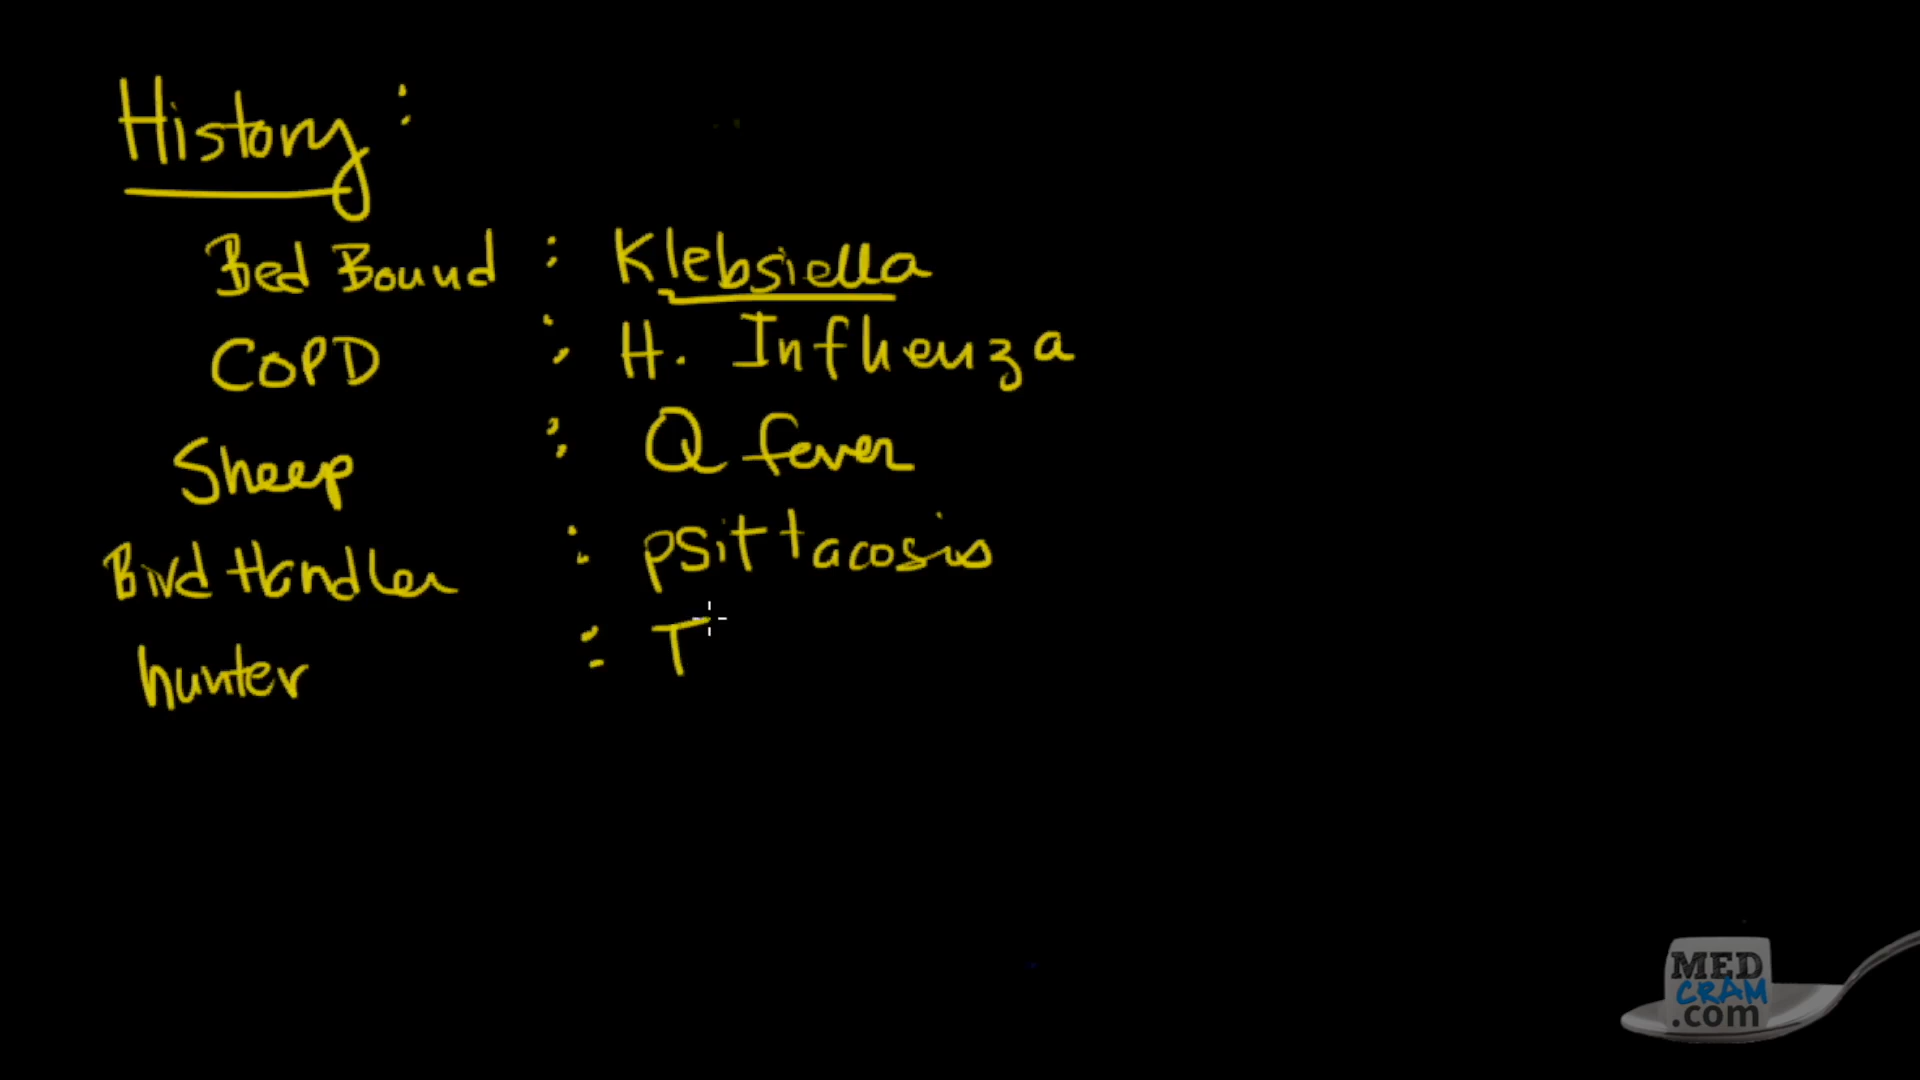 History:
Bed Bound : Klebsiella
COPD : H. Influenza
Sheep : Q fever
Bird Handler : psittacosis
hunter : T
MED
CRAM
.com